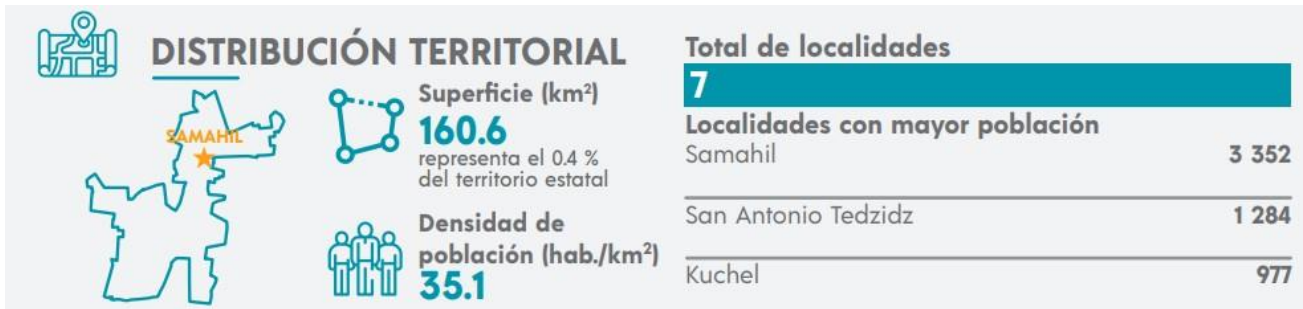 DISTRIBUCIÓN TERRITORIAL
SAMAHIL
Superficie (km²)
160.6
representa el 0.4 %
del territorio estatal
Densidad de
población (hab./km²)
35.1
Total de localidades
7
Localidades con mayor población
Samahil 3 352
San Antonio Tedzidz 1 284
Kuchel 977